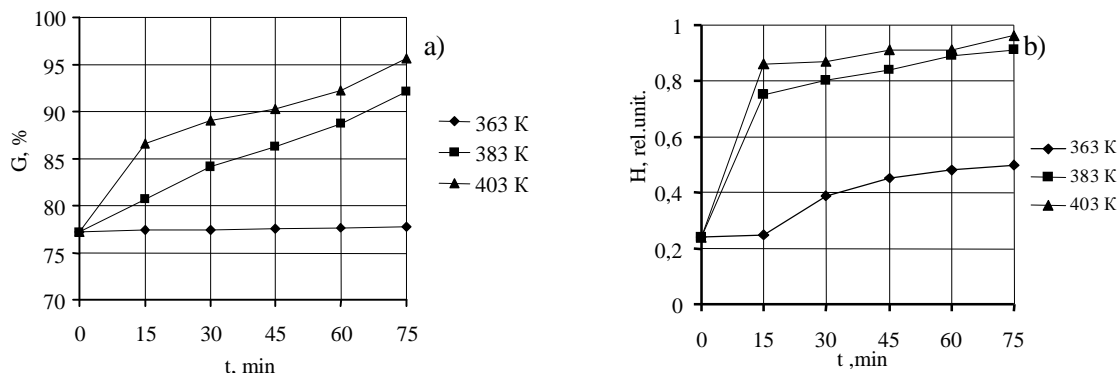 a)
G, %
100
95
90
85
80
75
70
0 15 30 45 60 75
t, min
363 K
383 K
403 K
b)
H, rel.unit.
1
0.8
0.6
0.4
0,2
0
0 15 30 45 60 75
t ,min
363 K
383 K
403 K